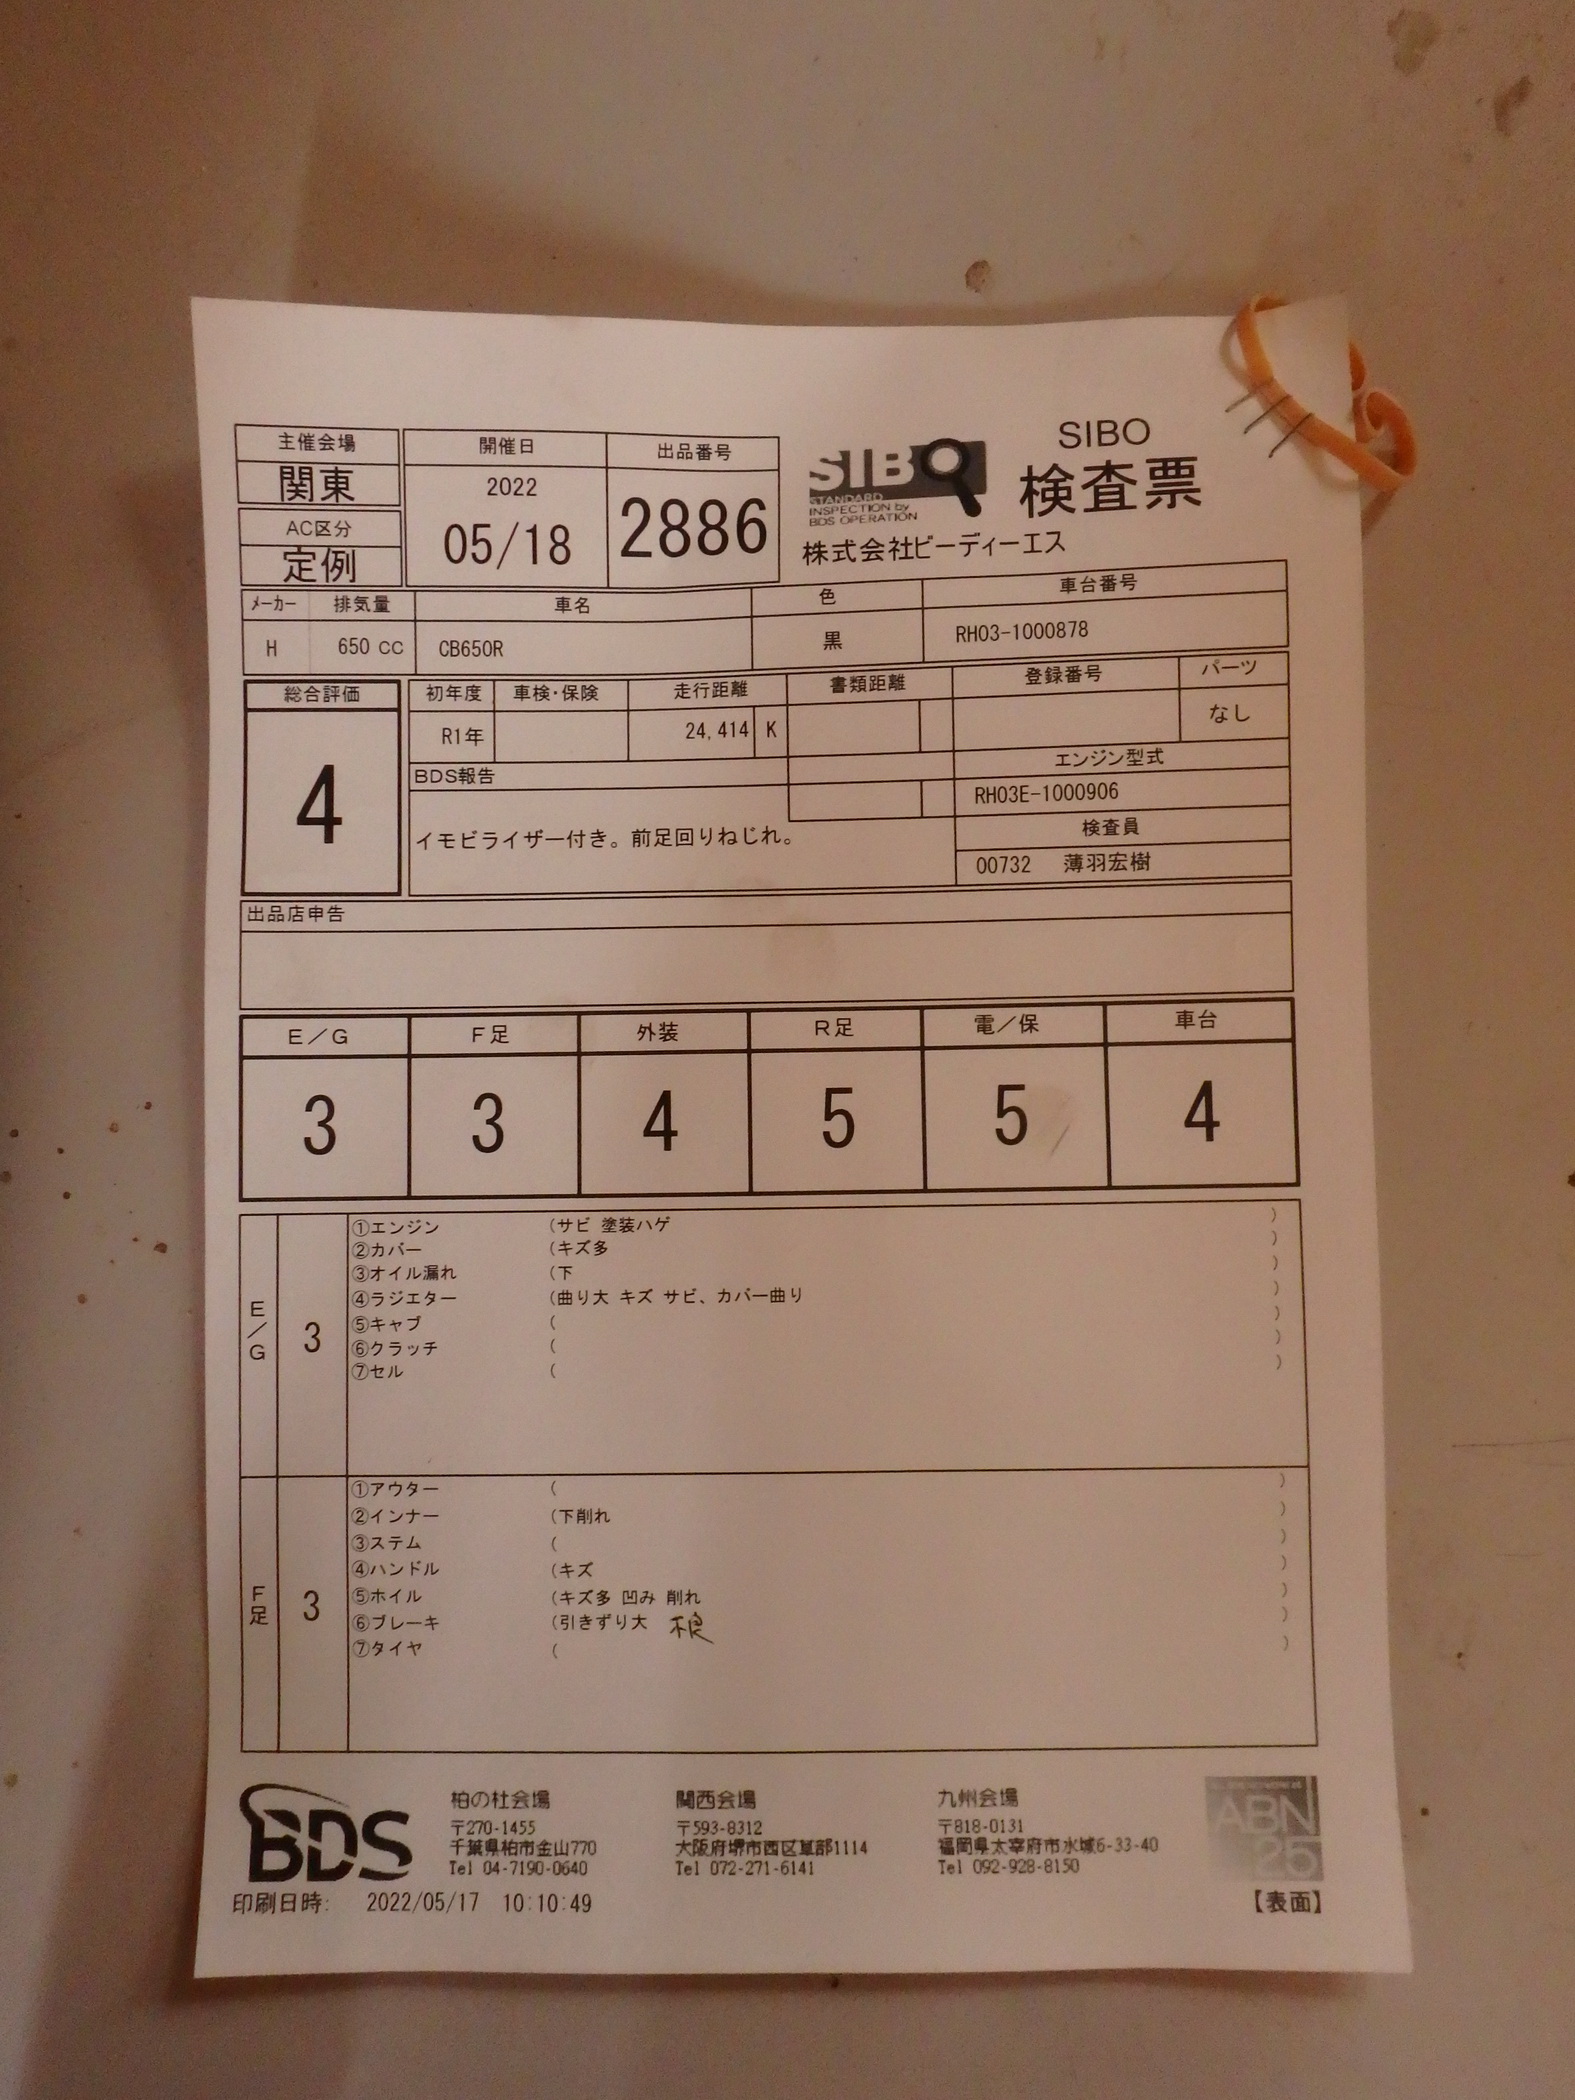 主催会場
関東
AC区分
定例
開催日
2022
05/18
出品番号
2886
SIBO
STANDARD
INSPECTION by
BDS OPERATION
SIBO
検査票
株式会社ビーディーエス
メーカー 排気量 車名 色 車台番号
H 650 CC CB650R 黒 RH03-1000878
総合評価
4
初年度 車検・保険 走行距離 書類距離 登録番号 パーツ
R1年 24,414 K なし
BDS報告 エンジン型式
RH03E-1000906
イモビライザー付き。前足回りねじれ。
検査員
00732 薄羽宏樹
出品店申告
E/G F足 外装 R足 電/保 車台
3 3 4 5 5 4
E/G
3
①エンジン (サビ 塗装ハゲ )
②カバー (キズ多 )
③オイル漏れ (下 )
④ラジエター (曲り大 キズ サビ、カバー曲り )
⑤キャブ ( )
⑥クラッチ ( )
⑦セル ( )
F足
3
①アウター ( )
②インナー (下削れ )
③ステム ( )
④ハンドル (キズ )
⑤ホイル (キズ多 凹み 削れ )
⑥ブレーキ (引きずり大 不良 )
⑦タイヤ ( )
BDS
柏の杜会場
〒270-1455
千葉県柏市金山770
Tel 04-7190-0640
関西会場
〒593-8312
大阪府堺市西区草部1114
Tel 072-271-6141
九州会場
〒818-0131
福岡県太宰府市水城6-33-40
Tel 092-928-8150
ABN
25
印刷日時: 2022/05/17 10:10:49
【表面】